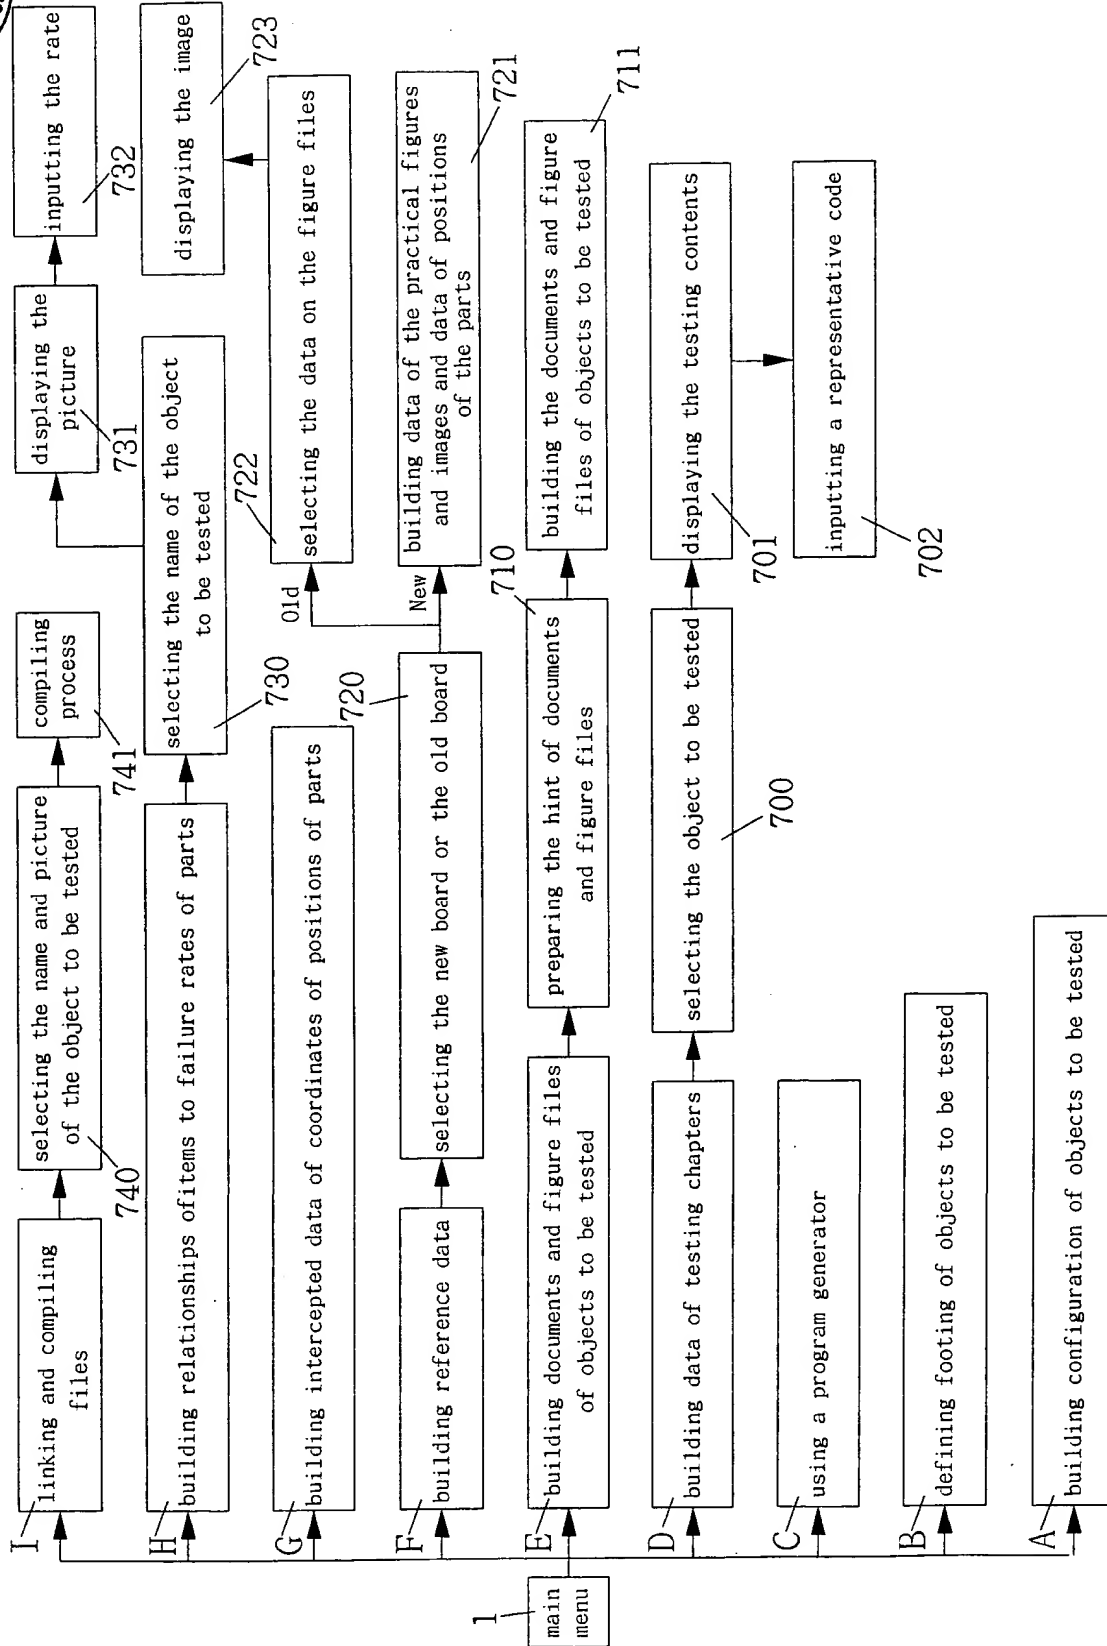 1
main
menu
I
linking and compiling
files
740
selecting the name and picture
of the object to be tested
741
compiling
process
H
building relationships ofitems to failure rates of parts
730
selecting the name of the object
to be tested
731
displaying the
picture
732
inputting the rate
G
building intercepted data of coordinates of positions of parts
F
building reference data
720
selecting the new board or the old board
Old
722
selecting the data on the figure files
723
displaying the image
New
721
building data of the practical figures
and images and data of positions
of the parts
E
building documents and figure files
of objects to be tested
710
preparing the hint of documents
and figure files
711
building the documents and figure
files of objects to be tested
D
building data of testing chapters
700
selecting the object to be tested
701
displaying the testing contents
702
inputting a representative code
C
using a program generator
B
defining footing of objects to be tested
A
building configuration of objects to be tested